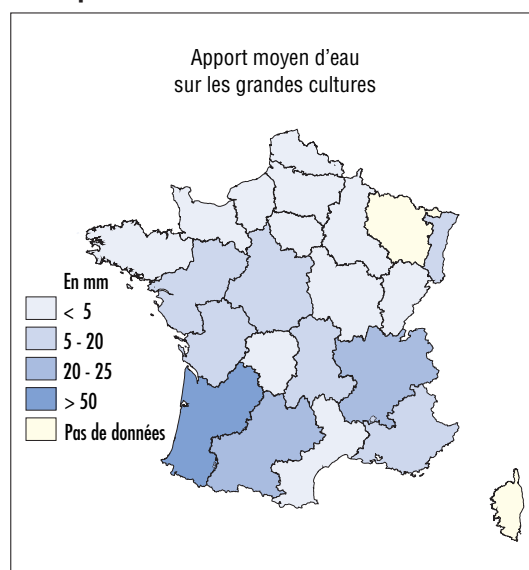 Apport moyen d'eau
sur les grandes cultures
En mm
< 5
5 - 20
20 - 25
> 50
Pas de données